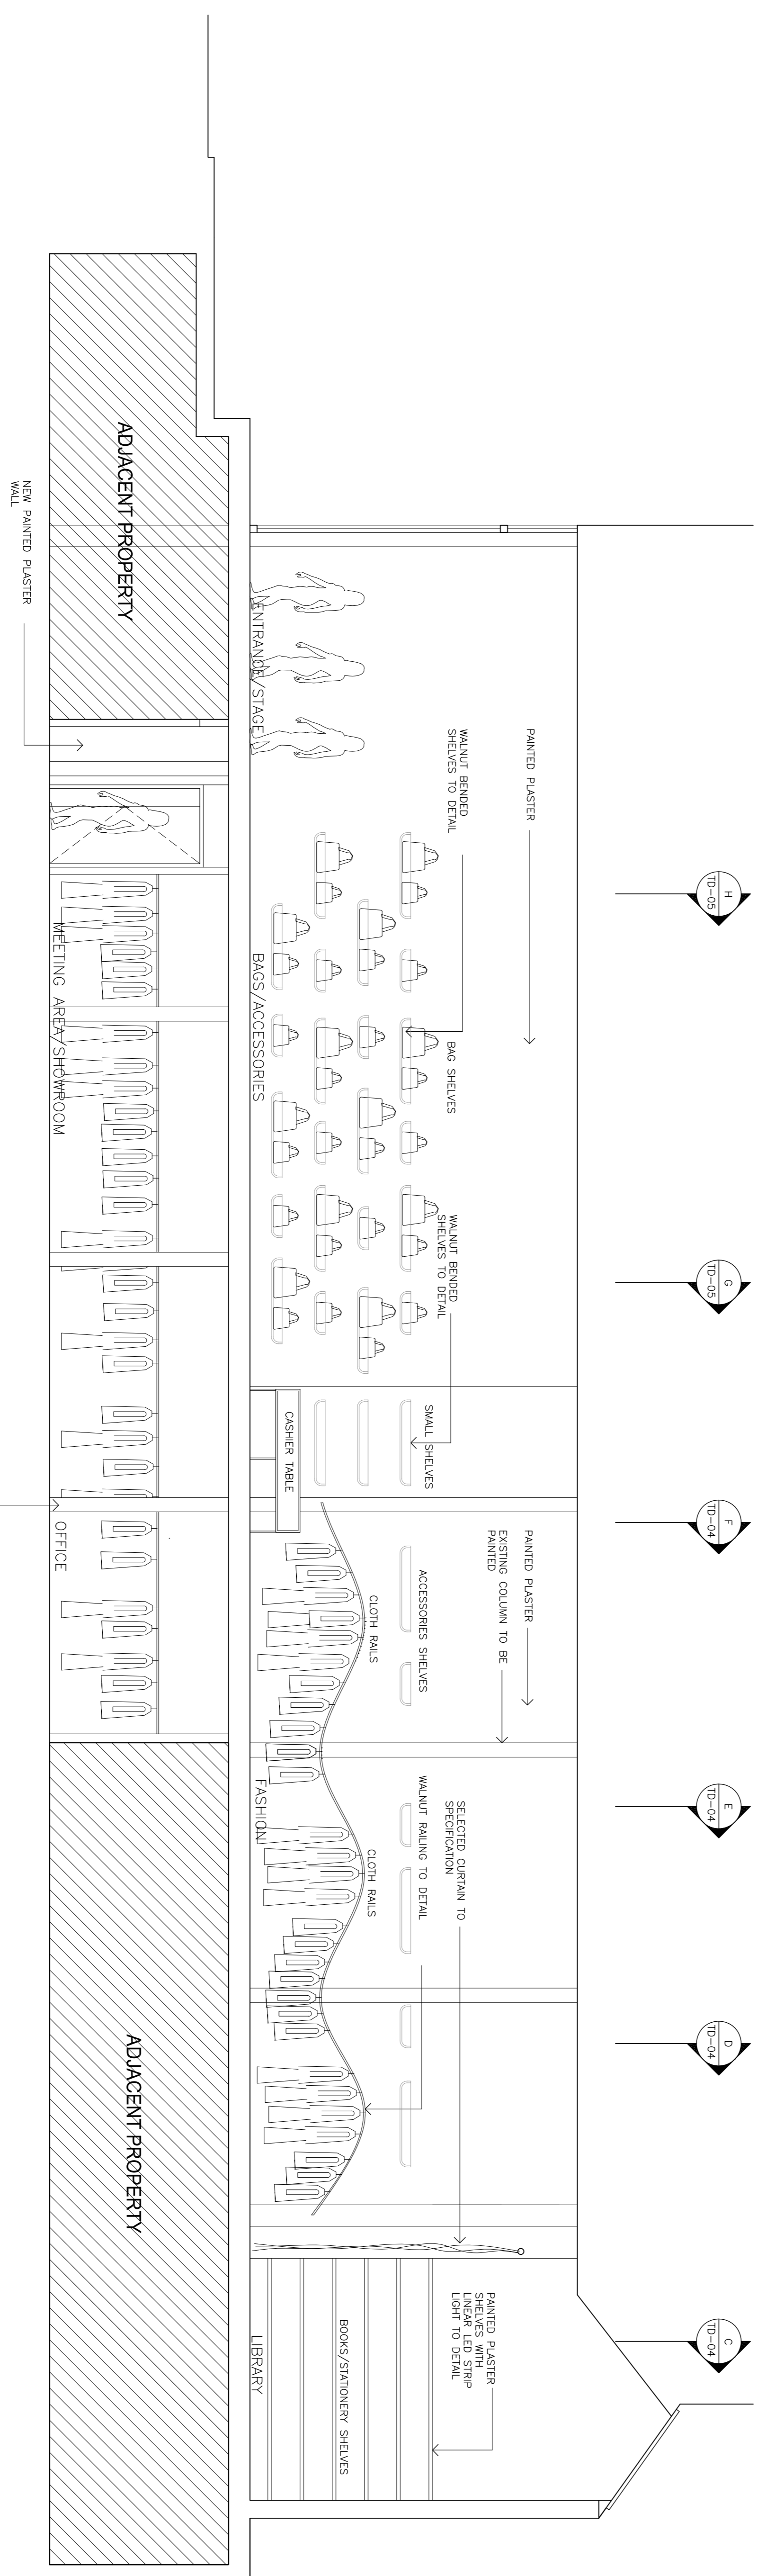 H
TD-05
G
TD-05
F
TD-04
E
TD-04
D
TD-04
C
TD-04
PAINTED PLASTER
WALNUT BENDED
SHELVES TO DETAIL
BAG SHELVES
WALNUT BENDED
SHELVES TO DETAIL
SMALL SHELVES
CASHIER TABLE
PAINTED PLASTER
EXISTING COLUMN TO BE
PAINTED
ACCESSORIES SHELVES
CLOTH RAILS
SELECTED CURTAIN TO
SPECIFICATION
WALNUT RAILING TO DETAIL
CLOTH RAILS
PAINTED PLASTER
SHELVES WITH
LINEAR LED STRIP
LIGHT TO DETAIL
BOOKS/STATIONERY SHELVES
ENTRANCE/STAGE
BAGS/ACCESSORIES
FASHION
LIBRARY
ADJACENT PROPERTY
ADJACENT PROPERTY
MEETING AREA/SHOWROOM
OFFICE
NEW PAINTED PLASTER
WALL